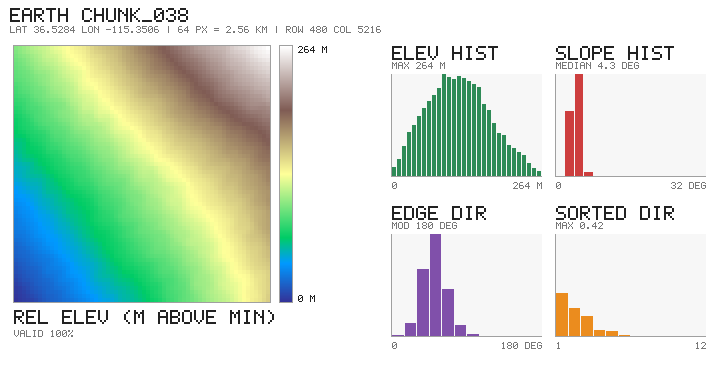 EARTH CHUNK_038
LAT 36.5284 LON -115.3506 | 64 PX = 2.56 KM | ROW 480 COL 5216
264 M
0 M
REL ELEV (M ABOVE MIN)
VALID 100%
ELEV HIST
MAX 264 M
0 264 M
SLOPE HIST
MEDIAN 4.3 DEG
0 32 DEG
EDGE DIR
MOD 180 DEG
0 180 DEG
SORTED DIR
MAX 0.42
1 12